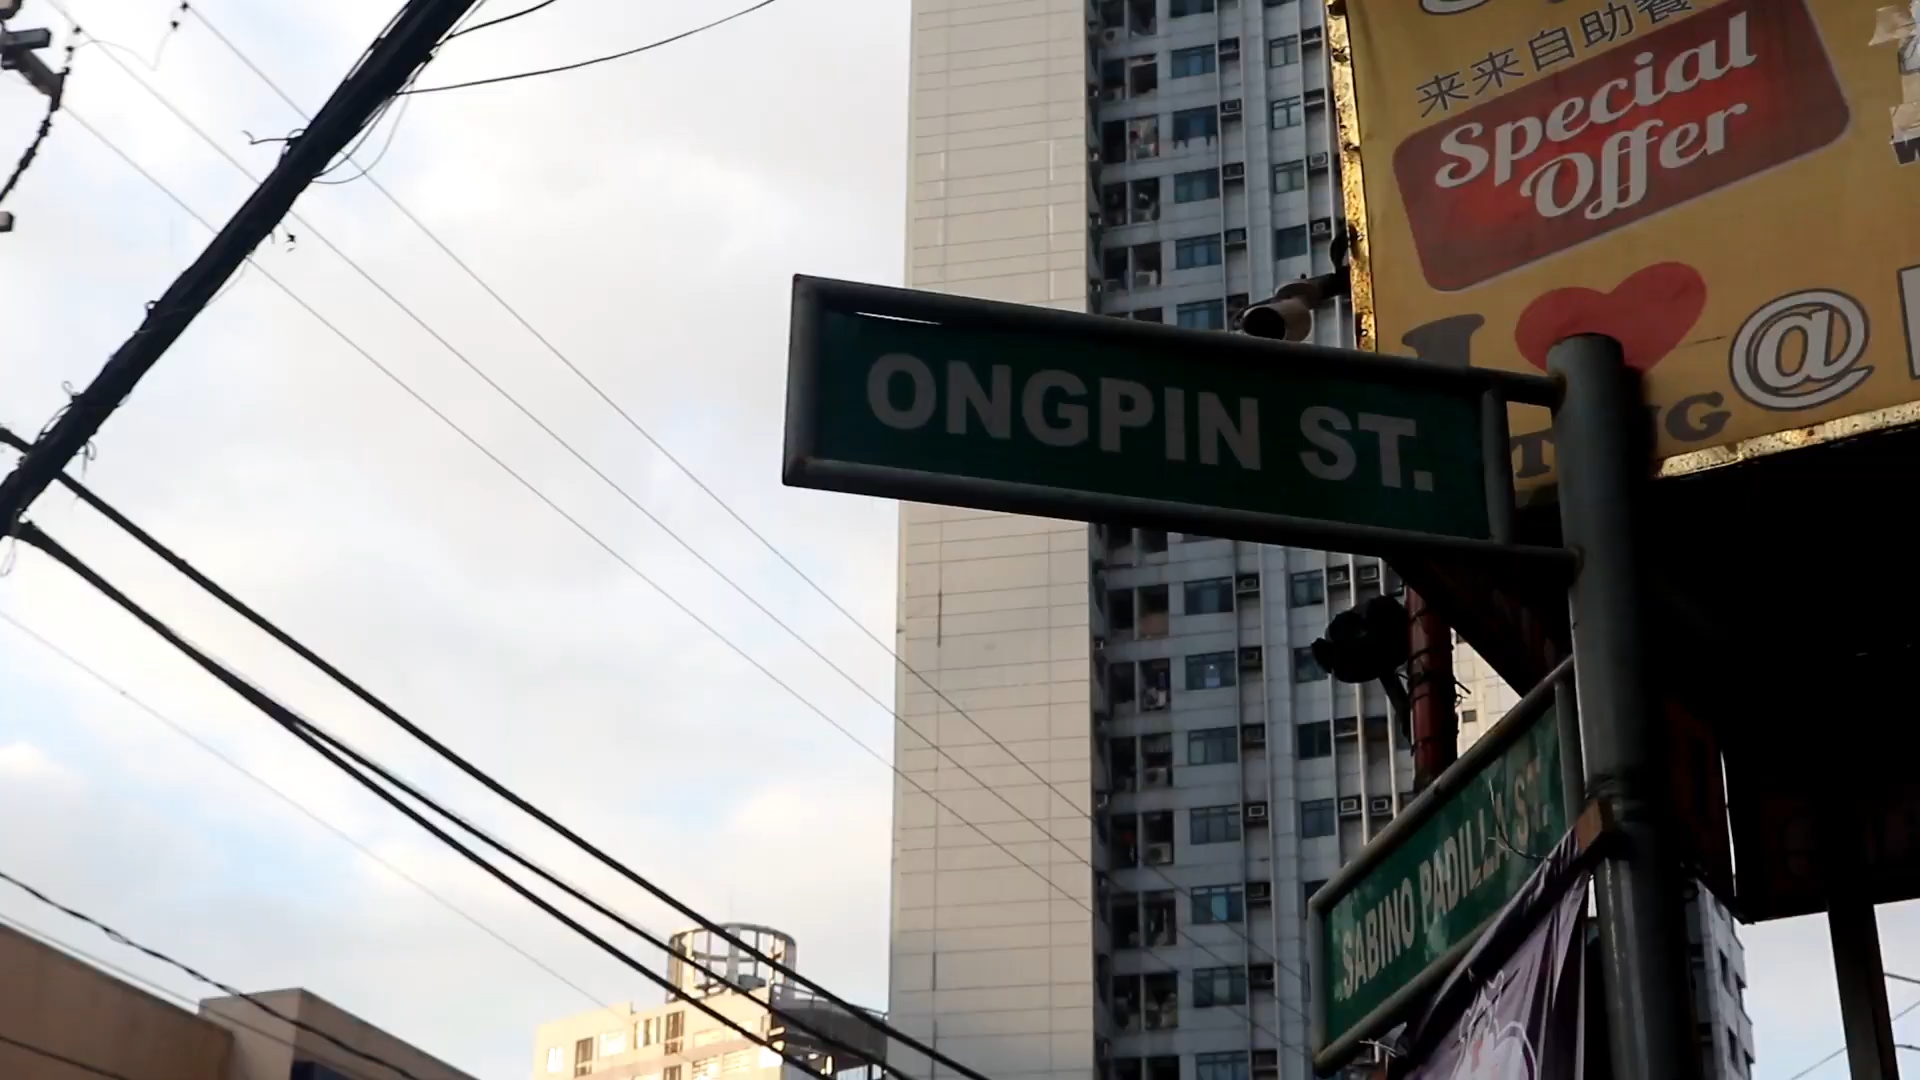 来来自助餐
Special
Offer
I @
ONGPIN ST.
SABINO PADILLA ST.